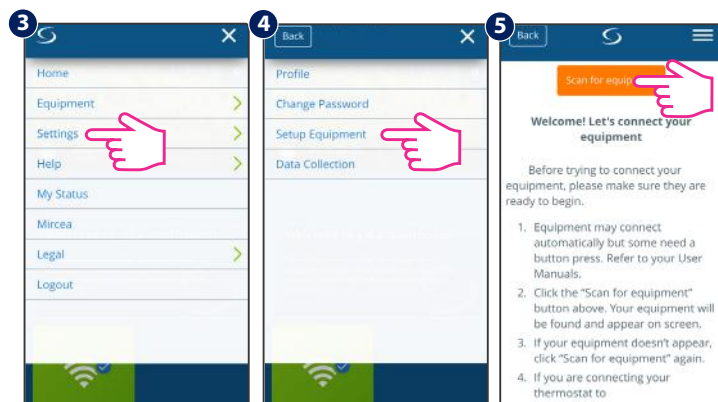 3
Home
Equipment
Settings
Help
My Status
Mircea
Legal
Logout
4
Back
Profile
Change Password
Setup Equipment
Data Collection
5
Back
Scan for equip
Welcome! Let's connect your
equipment
Before trying to connect your
equipment, please make sure they are
ready to begin.
1. Equipment may connect
automatically but some need a
button press. Refer to your User
Manuals.
2. Click the "Scan for equipment"
button above. Your equipment will
be found and appear on screen.
3. If your equipment doesn't appear,
click "Scan for equipment" again.
4. If you are connecting your
thermostat to